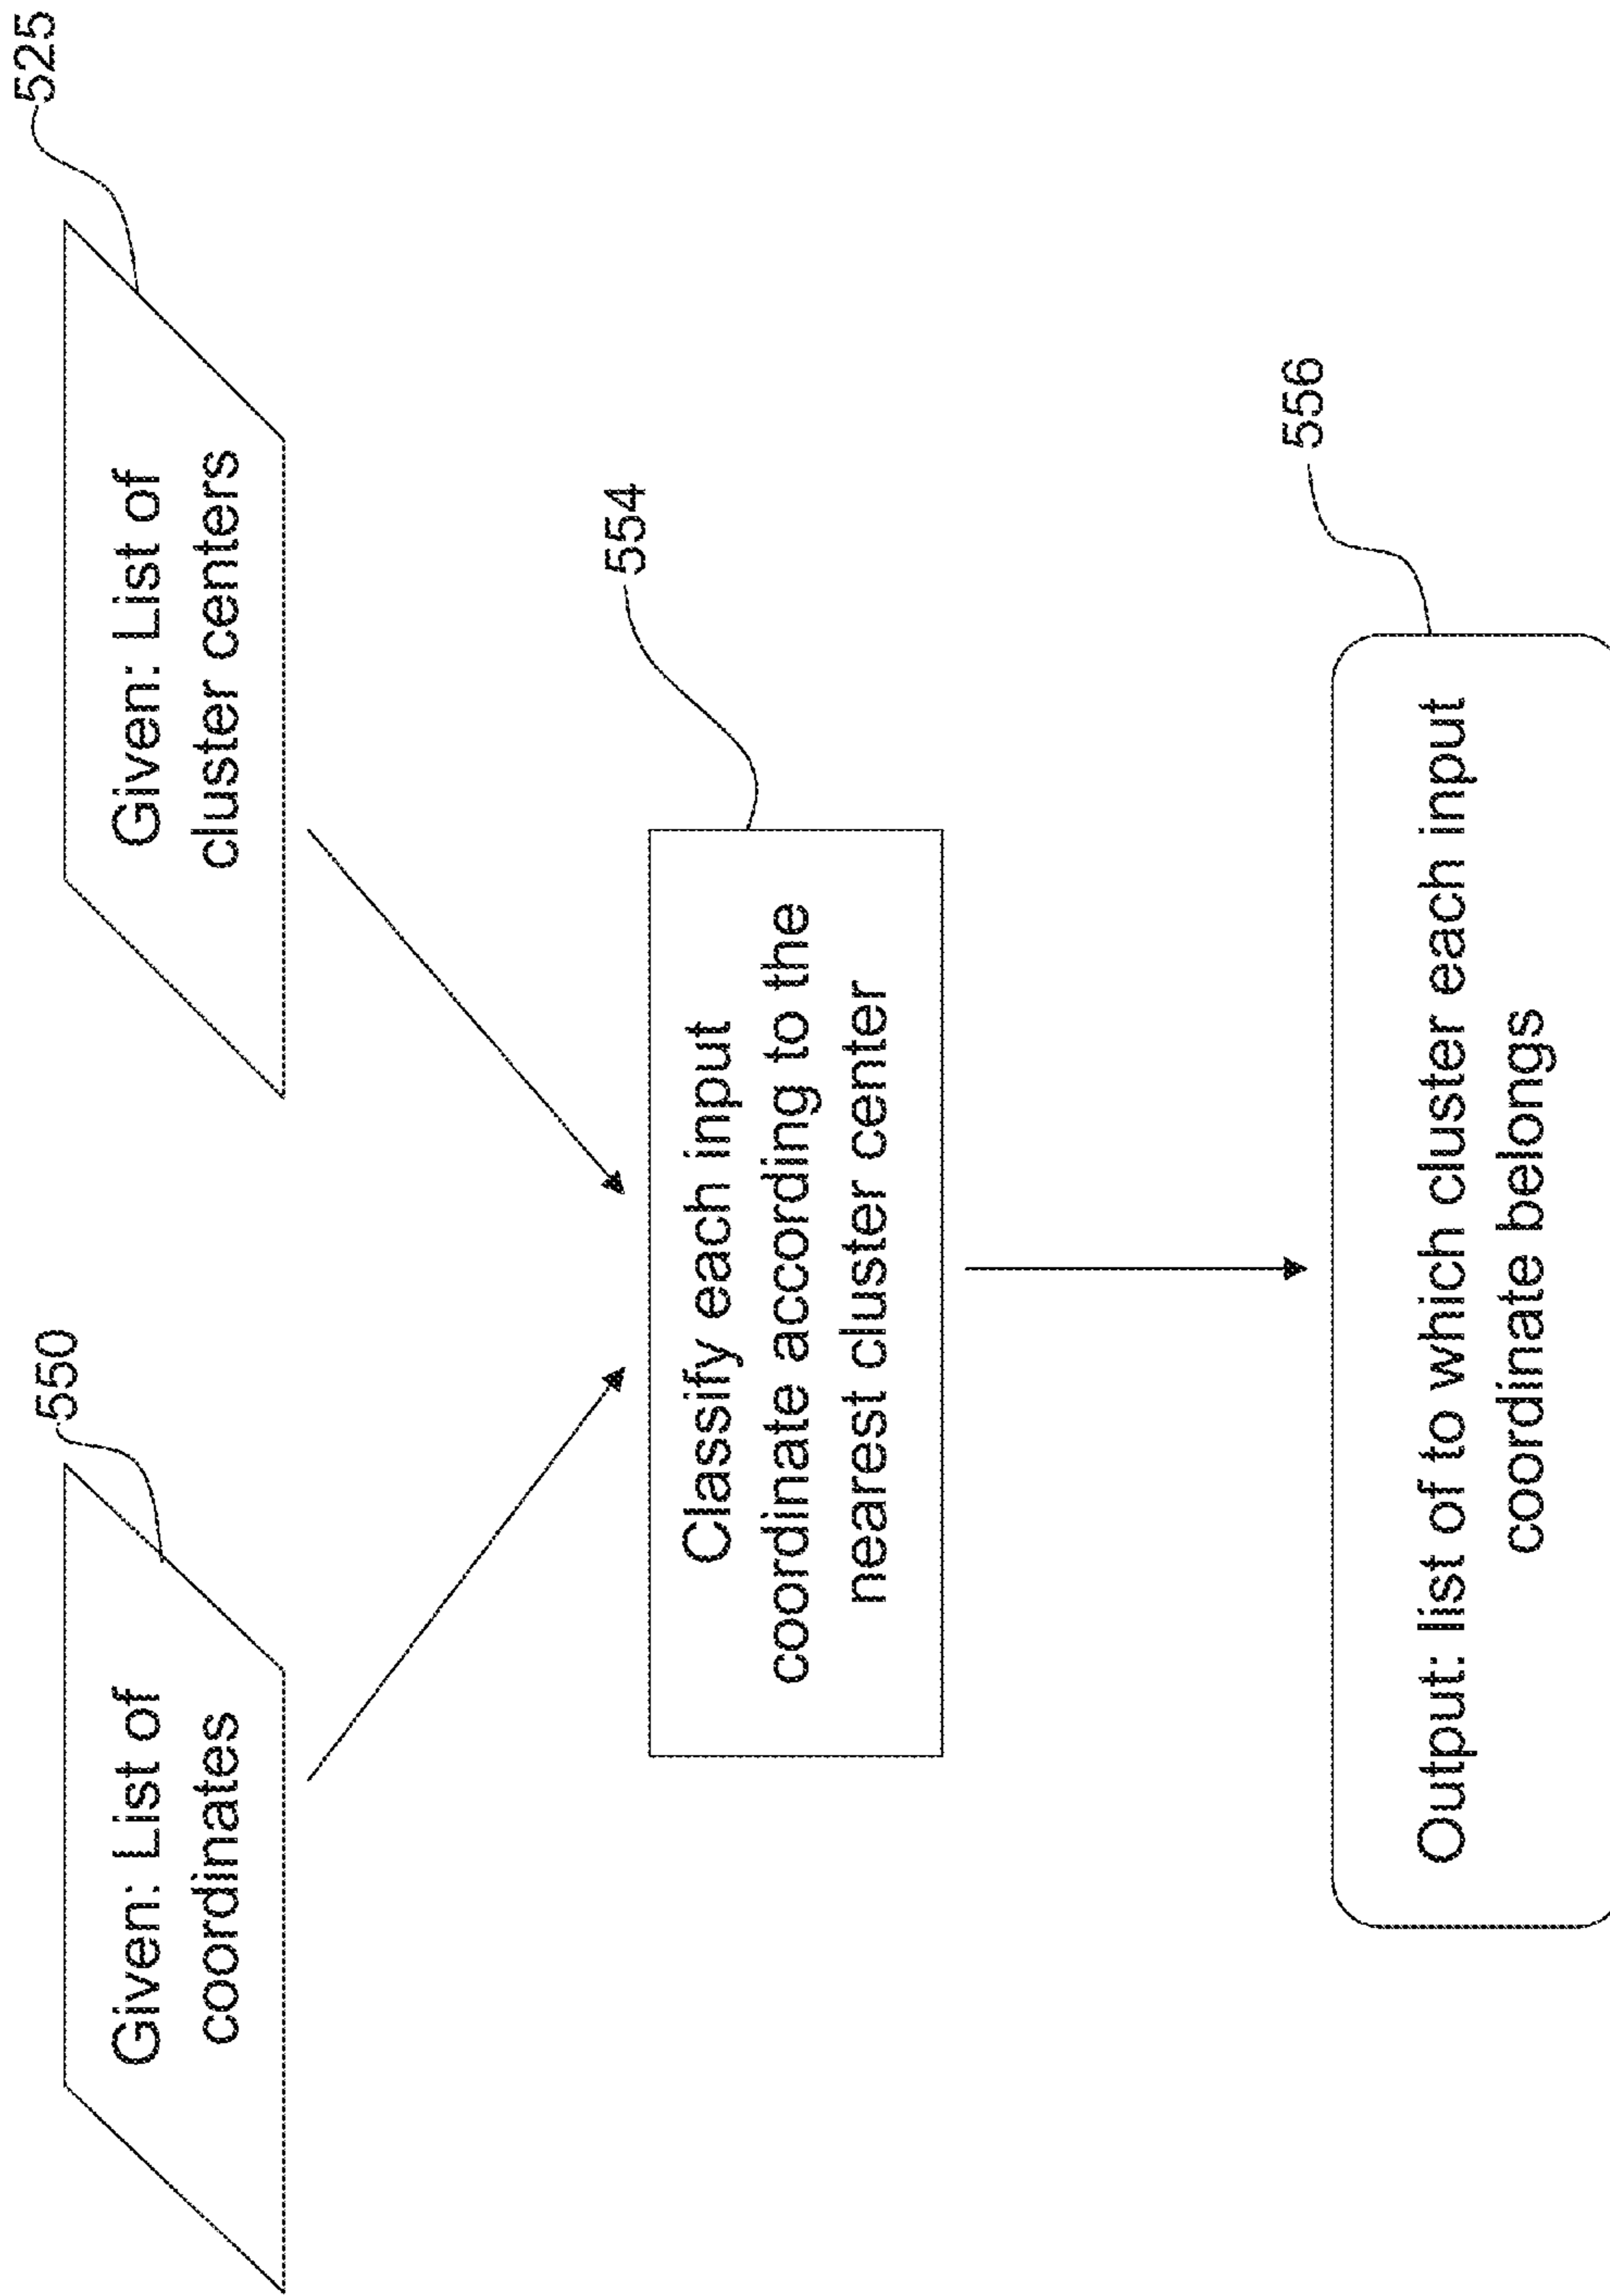 550
Given: List of
coordinates
525
Given: List of
cluster centers
554
Classify each input
coordinate according to the
nearest cluster center
556
Output: list of to which cluster each input
coordinate belongs